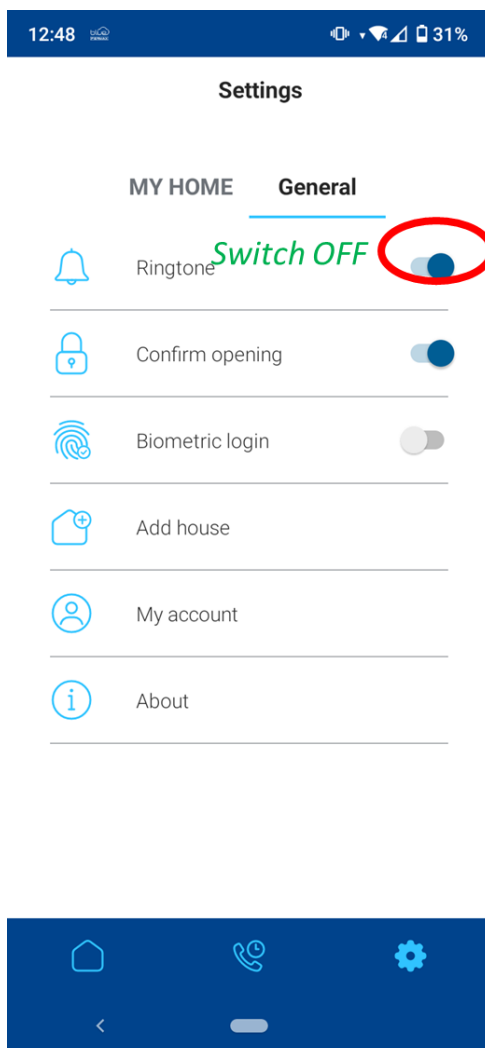 12:48
31%
Settings
MY HOME
General
Ringtone
Switch OFF
Confirm opening
Biometric login
Add house
My account
About